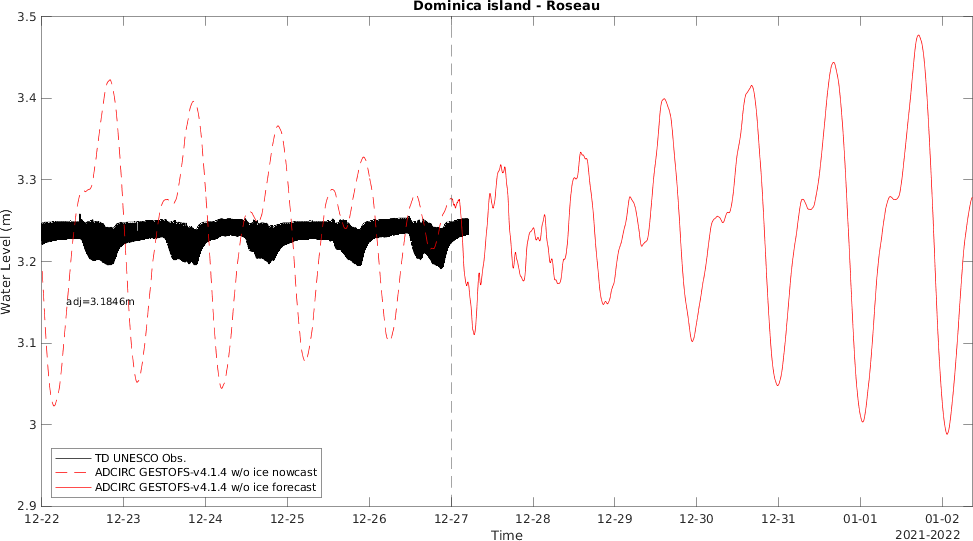 Dominica island - Roseau
3.5
3.4
3.3
3.2
3.1
3
2.9
Water Level (m)
adj=3.1846m
TD UNESCO Obs.
ADCIRC GESTOFS-v4.1.4 w/o ice nowcast
ADCIRC GESTOFS-v4.1.4 w/o ice forecast
12-22 12-23 12-24 12-25 12-26 12-27 12-28 12-29 12-30 12-31 01-01 01-02
Time
2021-2022